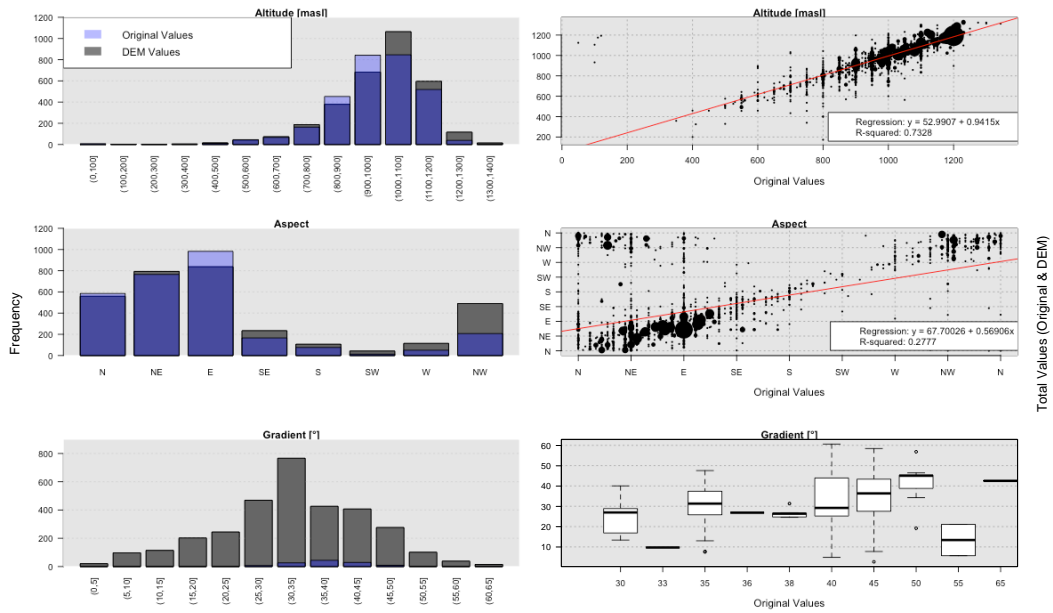 Altitude [masl]
1200
1000
800
600
400
200
0
Original Values
DEM Values
(0,100]
(100,200]
(200,300]
(300,400]
(400,500]
(500,600]
(600,700]
(700,800]
(800,900]
(900,1000]
(1000,1100]
(1100,1200]
(1200,1300]
(1300,1400]
Altitude [masl]
1200
1000
800
600
400
200
Regression: y = 52.9907 + 0.9415x
R-squared: 0.7328
0 200 400 600 800 1000 1200
Original Values
Aspect
1200
1000
800
600
400
200
0
N NE E SE S SW W NW
Frequency
Aspect
N
NW
W
SW
S
SE
E
NE
N
Regression: y = 67.70026 + 0.56906x
R-squared: 0.2777
N NE E SE S SW W NW N
Original Values
Total Values (Original & DEM)
Gradient [°]
800
600
400
200
0
(0,5]
(5,10]
(10,15]
(15,20]
(20,25]
(25,30]
(30,35]
(35,40]
(40,45]
(45,50]
(50,55]
(55,60]
(60,65]
Gradient [°]
60
50
40
30
20
10
30 33 35 36 38 40 45 50 55 65
Original Values